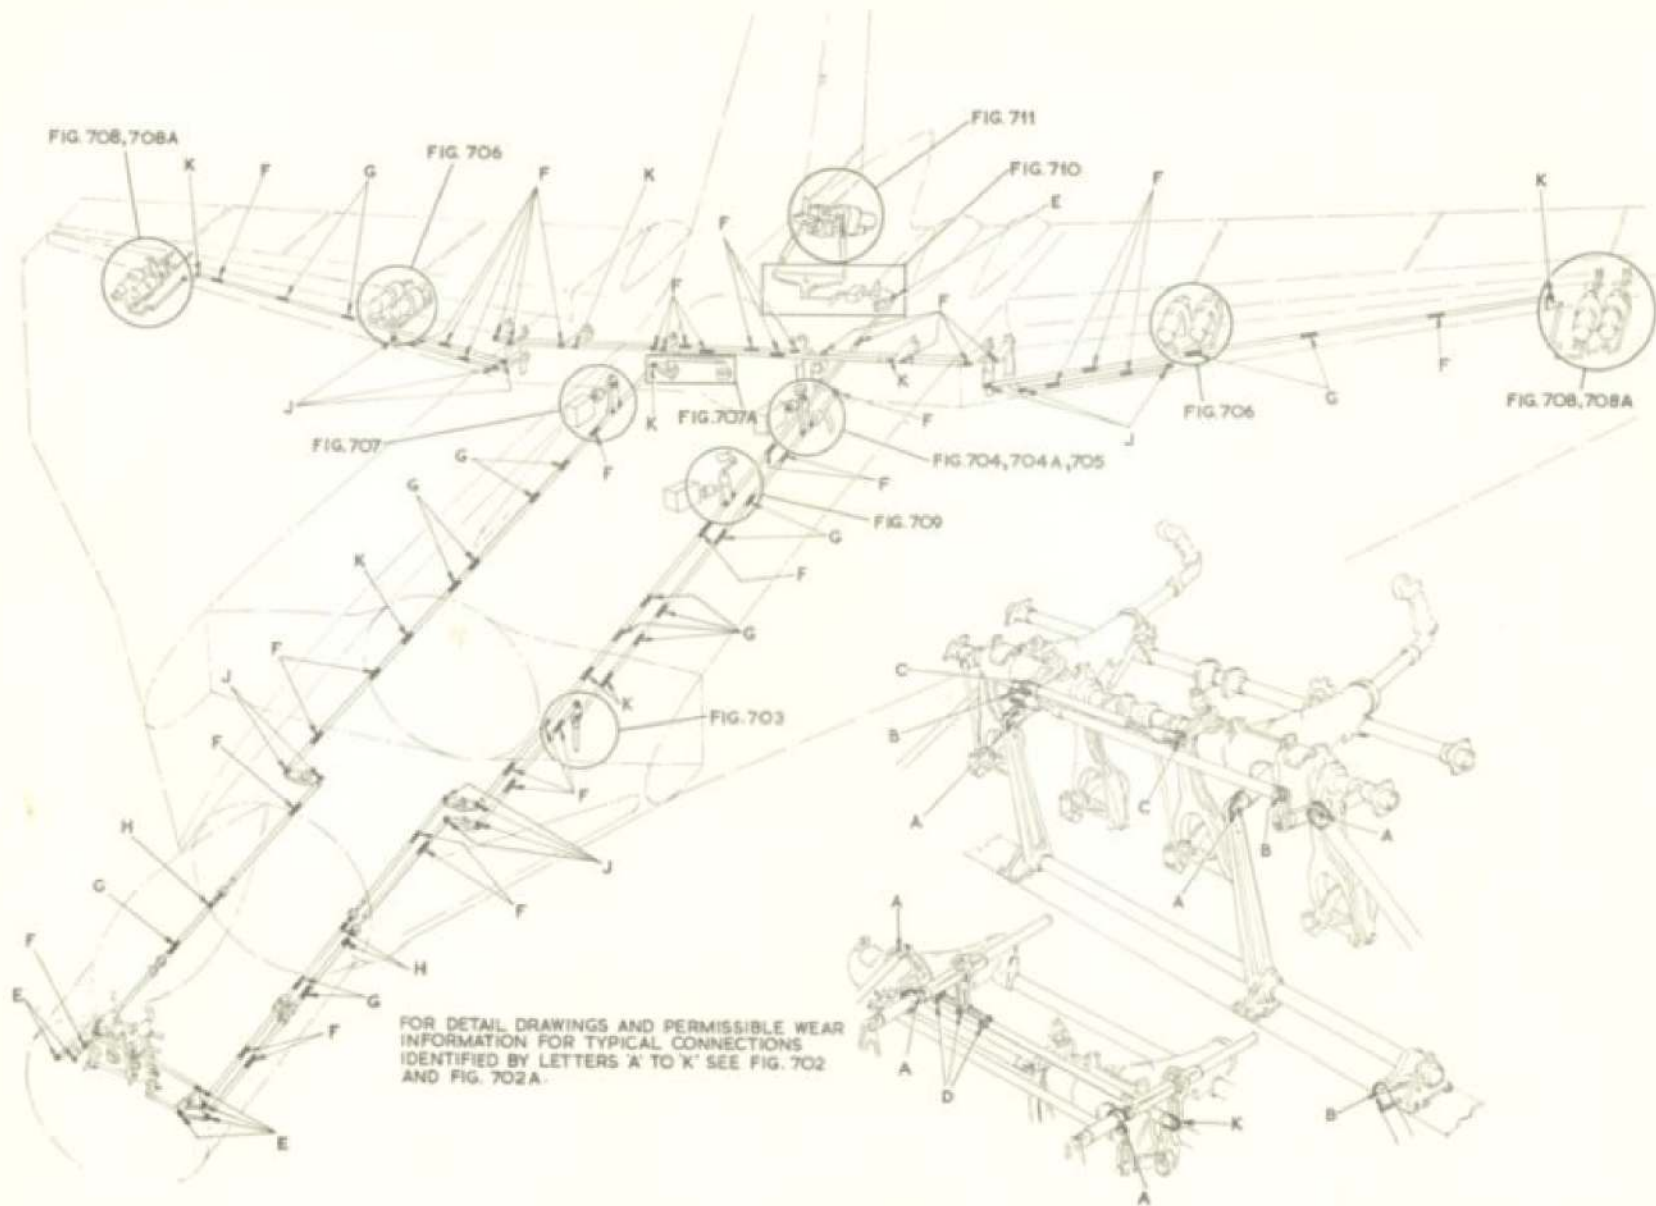 FIG. 711
FIG. 708, 708A
FIG. 706
FIG. 710
K
F
G
F
K
E
F
K
F
F
F
K
J
FIG. 707
K
FIG. 707A
F
J
FIG. 706
G
F
FIG. 708, 708A
G
F
FIG. 704, 704A, 705
F
G
FIG. 709
G
K
F
G
F
J
K
C
FIG. 703
B
F
F
H
A
C
B
A
J
G
A
F
A
F
H
E
G
F
FOR DETAIL DRAWINGS AND PERMISSIBLE WEAR
INFORMATION FOR TYPICAL CONNECTIONS
IDENTIFIED BY LETTERS 'A' TO 'K' SEE FIG. 702
AND FIG. 702A.
A
D
B
K
E
A